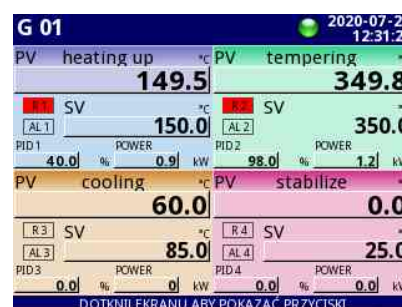 G 01
2020-07-2
12:31:2
PV heating up °C
149.5
R1 SV °C
AL1 150.0
PID1 POWER
40.0 % 0.9 kW
PV tempering
349.8
R2 SV
AL2 350.0
PID2 POWER
98.0 % 1.2 kW
PV cooling °C
60.0
R3 SV °C
AL3 85.0
PID3 POWER
0.0 % 0 kW
PV stabilize
0.0
R4 SV
AL4 25.0
PID4 POWER
0.0 % 0.0 kW
DOTKNIJ EKRANU ABY POKAZAĆ PRZYCISKI